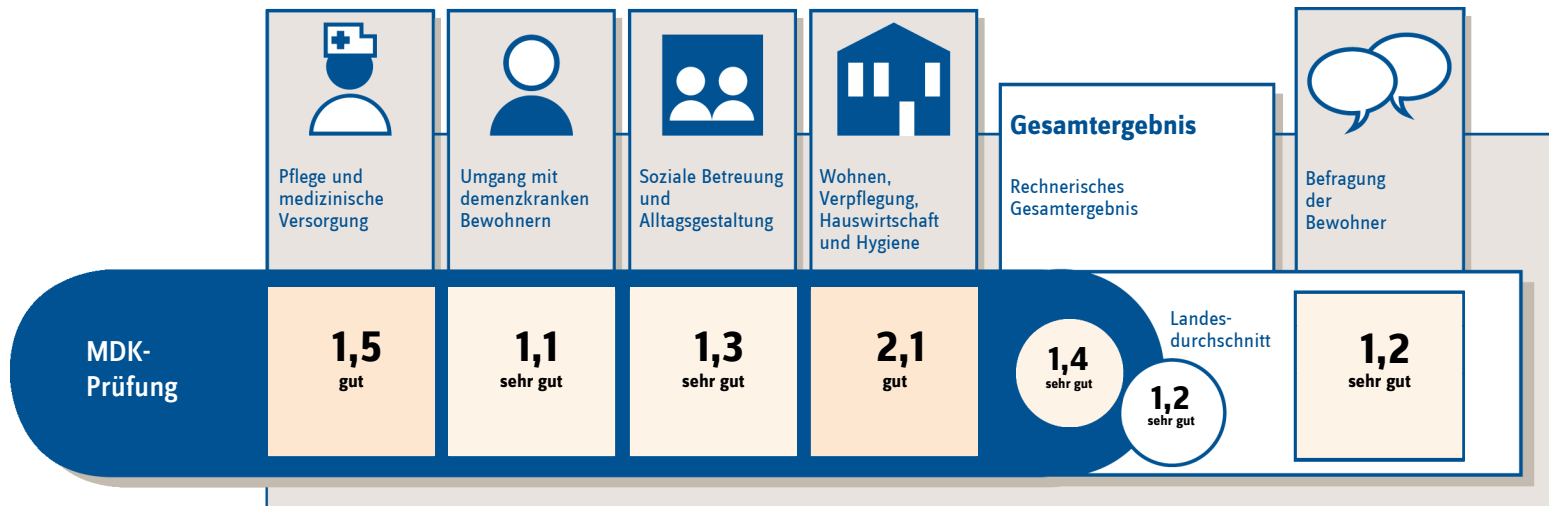 Pflege und
medizinische
Versorgung
Umgang mit
demenzkranken
Bewohnern
Soziale Betreuung
und
Alltagsgestaltung
Wohnen,
Verpflegung,
Hauswirtschaft
und Hygiene
Gesamtergebnis
Rechnerisches
Gesamtergebnis
Befragung
der
Bewohner
MDK-
Prüfung
1,5
gut
1,1
sehr gut
1,3
sehr gut
2,1
gut
1,4
sehr gut
Landes-
durchschnitt
1,2
sehr gut
1,2
sehr gut